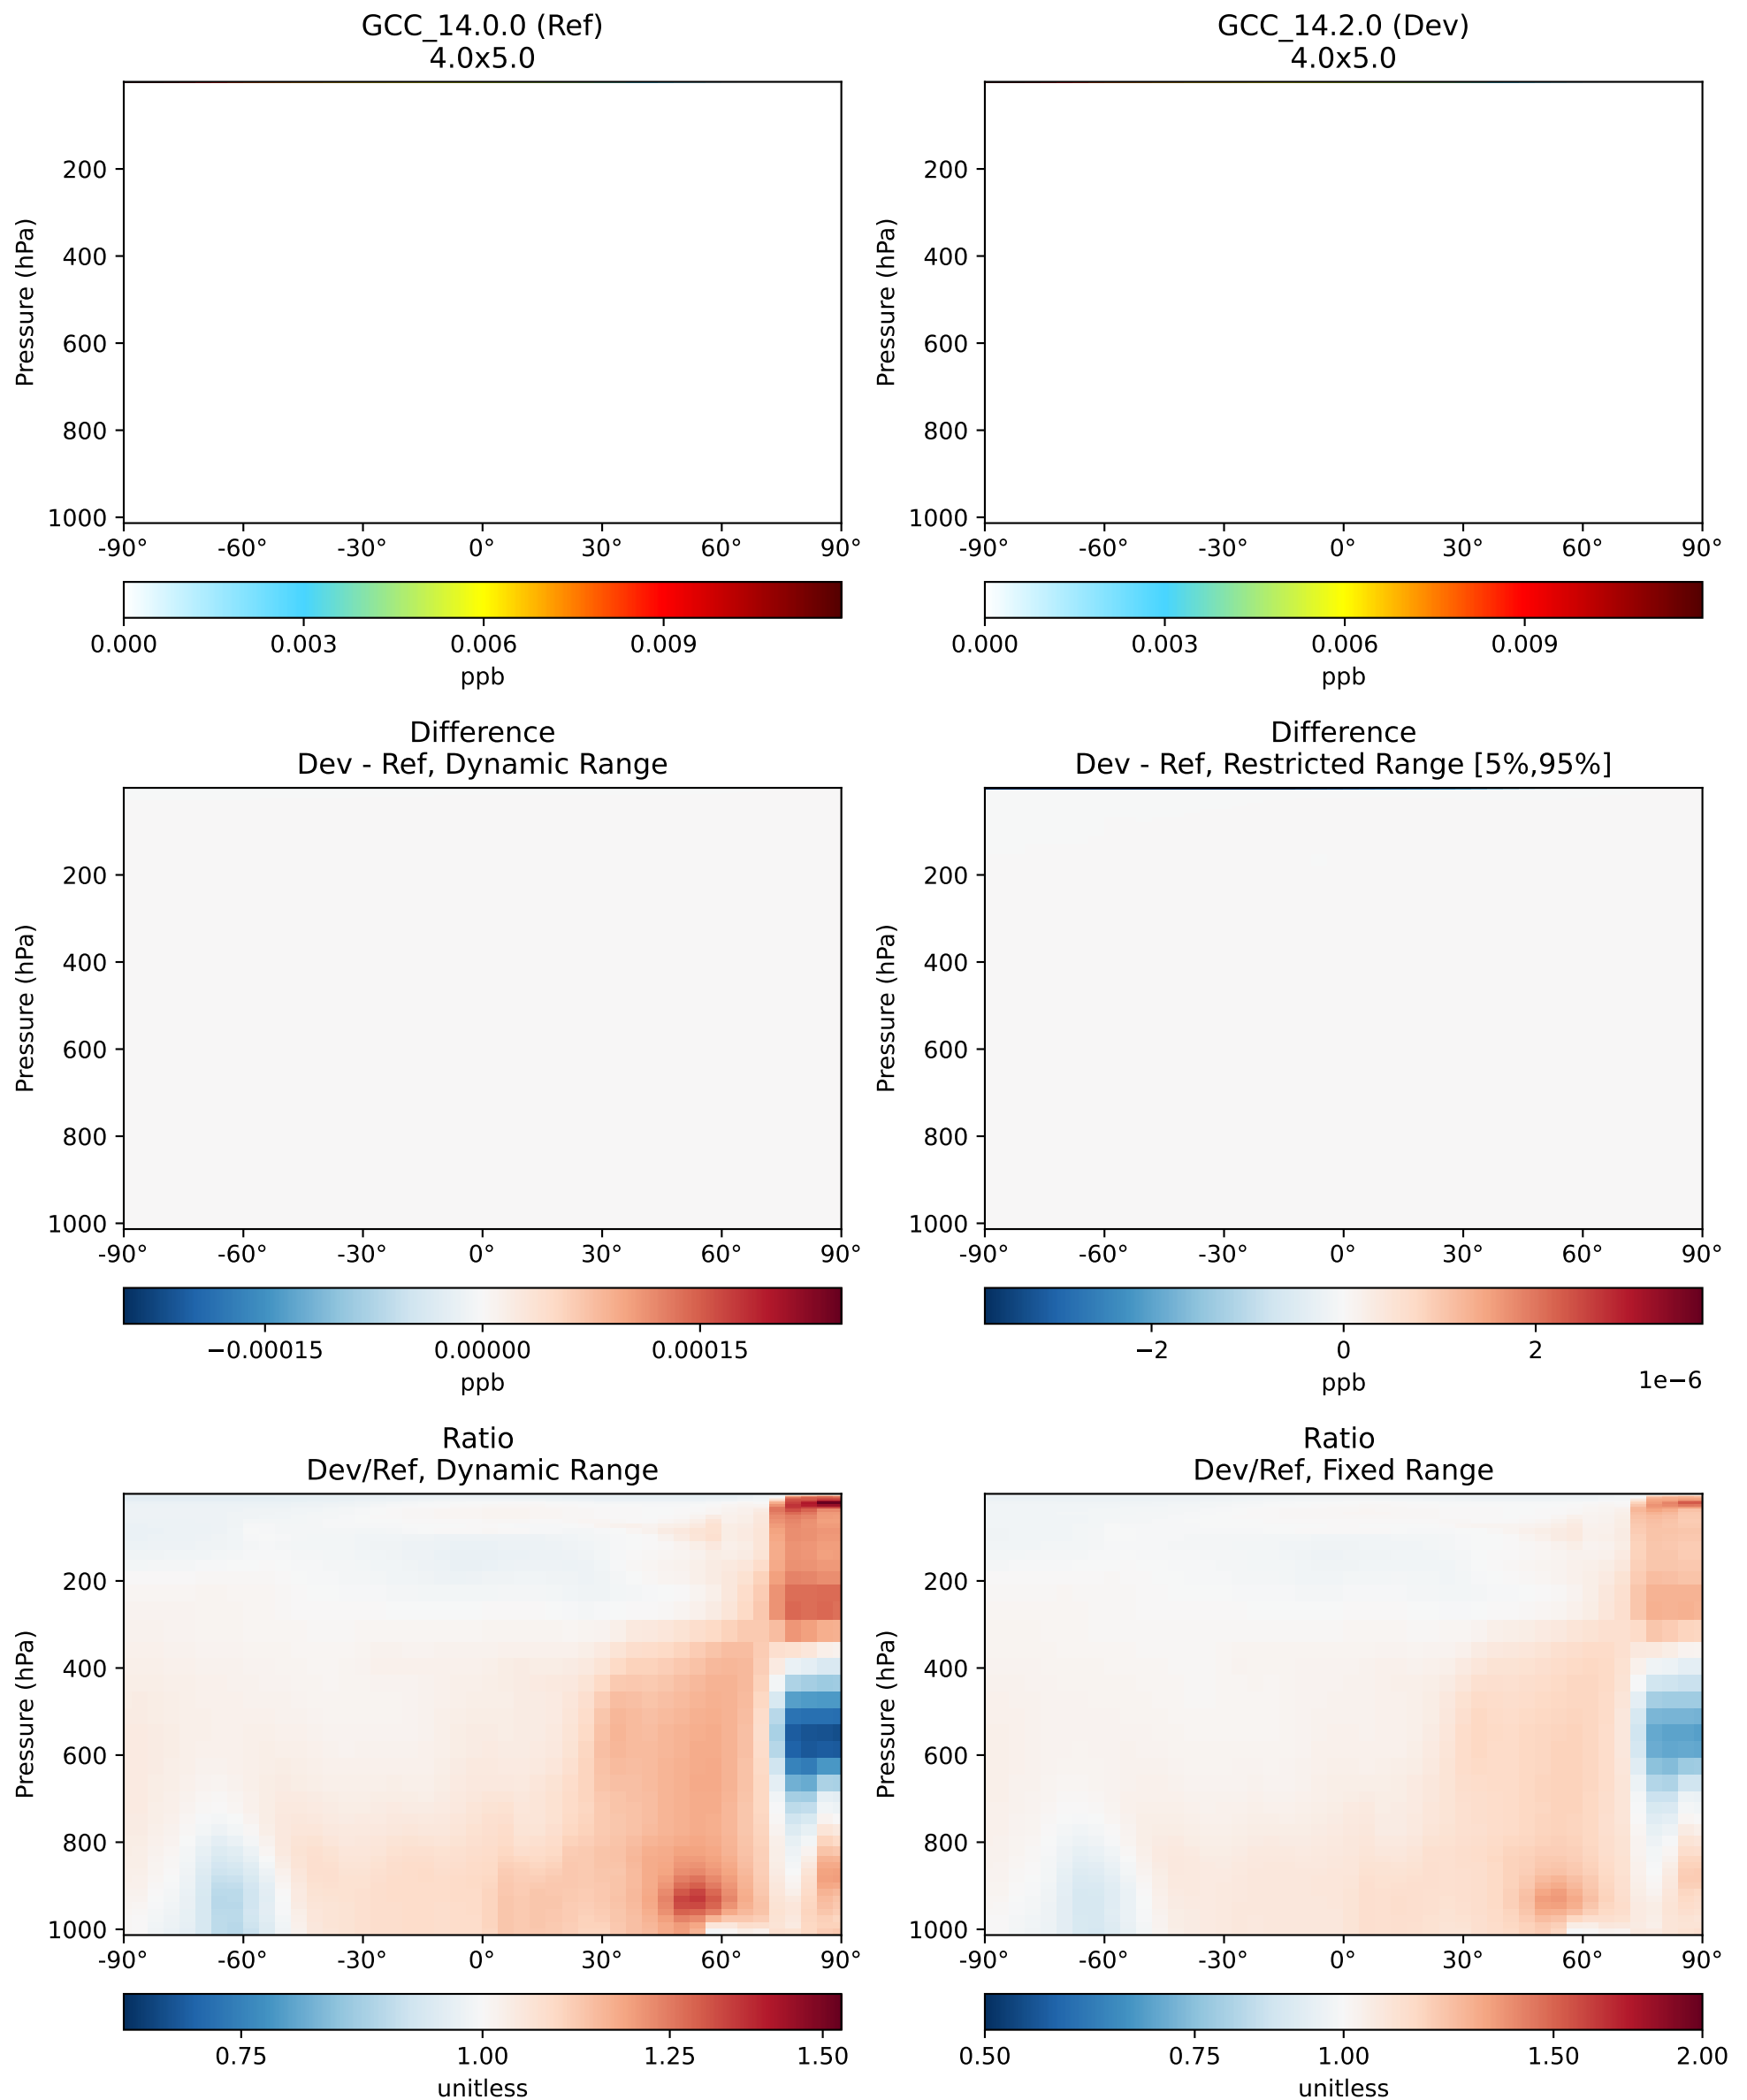 GCC_14.0.0 (Ref)
4.0x5.0
Pressure (hPa)
200
400
600
800
1000
-90° -60° -30° 0° 30° 60° 90°
0.000 0.003 0.006 0.009
ppb
GCC_14.2.0 (Dev)
4.0x5.0
Pressure (hPa)
200
400
600
800
1000
-90° -60° -30° 0° 30° 60° 90°
0.000 0.003 0.006 0.009
ppb
Difference
Dev - Ref, Dynamic Range
Pressure (hPa)
200
400
600
800
1000
-90° -60° -30° 0° 30° 60° 90°
−0.00015 0.00000 0.00015
ppb
Difference
Dev - Ref, Restricted Range [5%,95%]
Pressure (hPa)
200
400
600
800
1000
-90° -60° -30° 0° 30° 60° 90°
−2 0 2
ppb
1e−6
Ratio
Dev/Ref, Dynamic Range
Pressure (hPa)
200
400
600
800
1000
-90° -60° -30° 0° 30° 60° 90°
0.75 1.00 1.25 1.50
unitless
Ratio
Dev/Ref, Fixed Range
Pressure (hPa)
200
400
600
800
1000
-90° -60° -30° 0° 30° 60° 90°
0.50 0.75 1.00 1.50 2.00
unitless